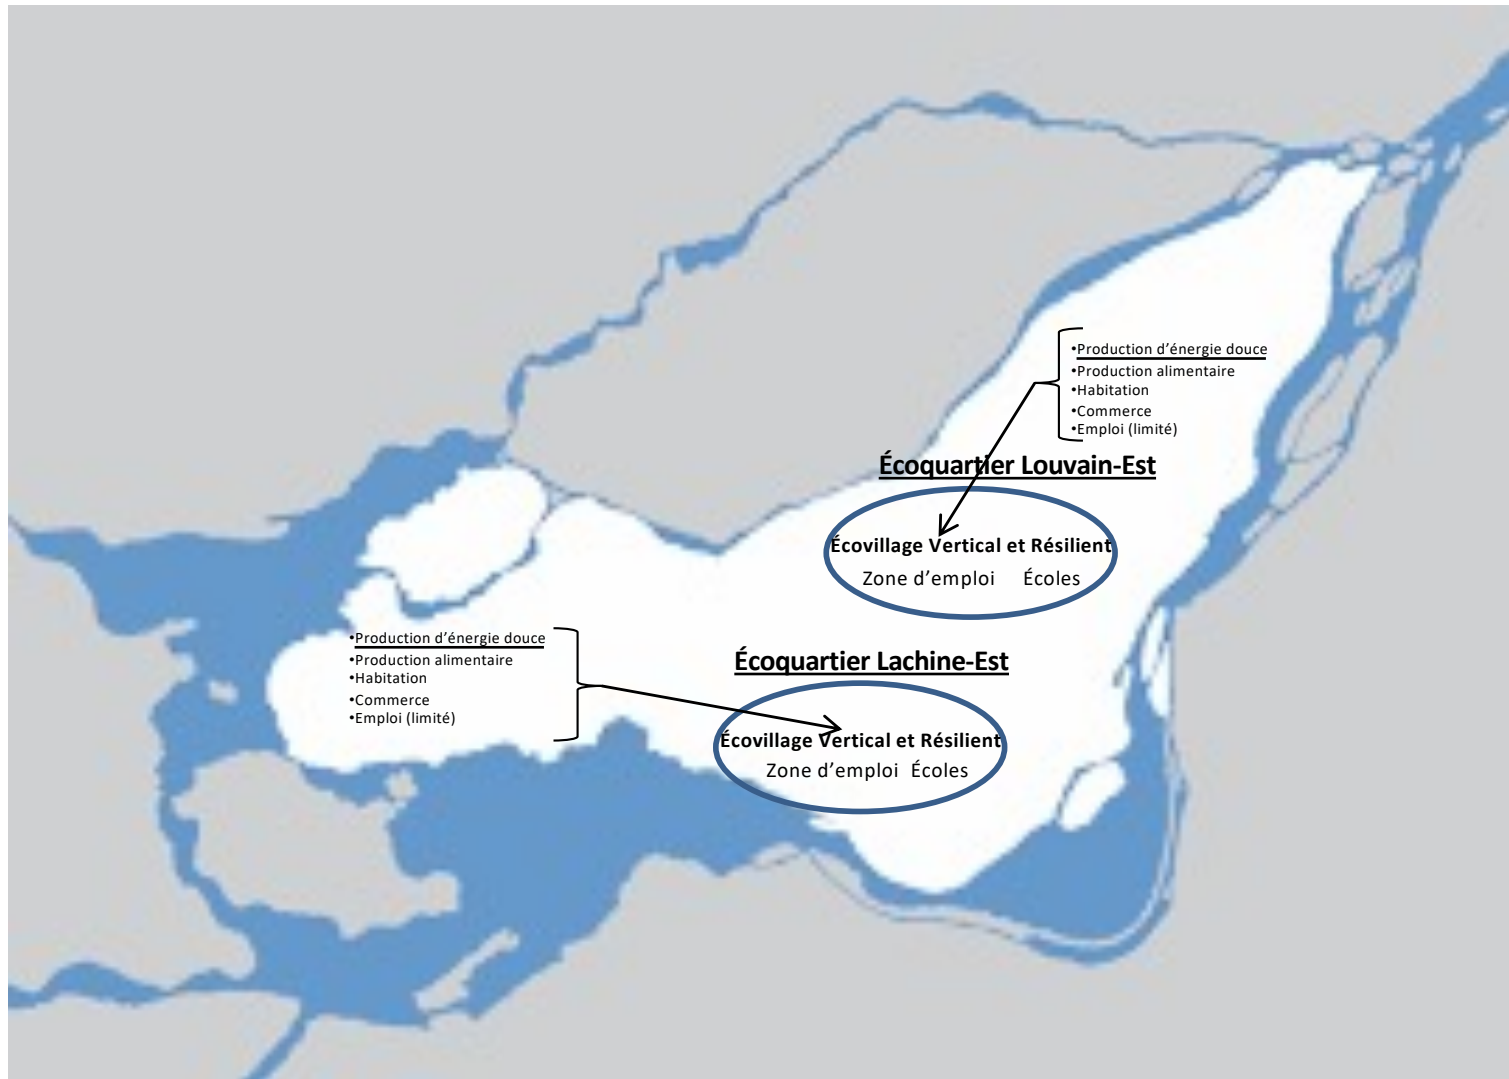 •Production d’énergie douce
•Production alimentaire
•Habitation
•Commerce
•Emploi (limité)
Écoquartier Louvain-Est
Écovillage Vertical et Résilient
Zone d’emploi Écoles
•Production d’énergie douce
•Production alimentaire
•Habitation
•Commerce
•Emploi (limité)
Écoquartier Lachine-Est
Écovillage Vertical et Résilient
Zone d’emploi Écoles